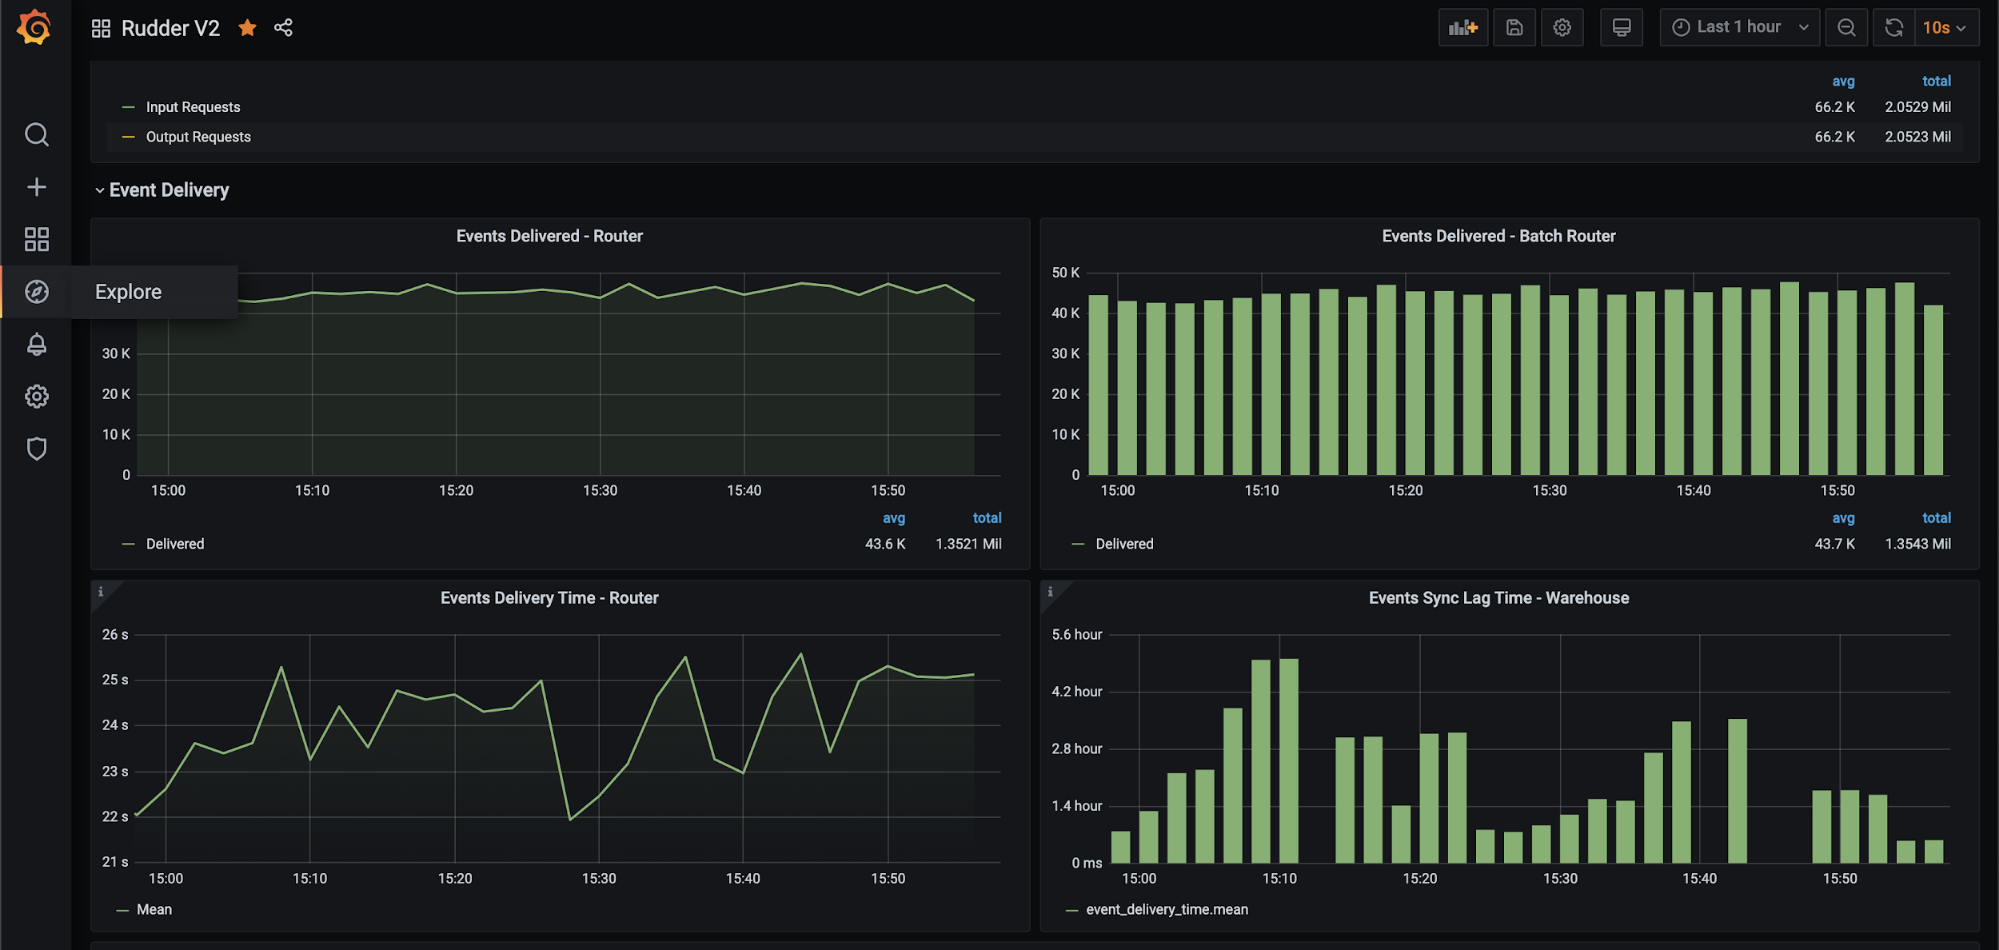 Rudder V2
Last 1 hour
10s
avg total
Input Requests 66.2 K 2.0529 Mil
Output Requests 66.2 K 2.0523 Mil
Event Delivery
Explore
Events Delivered - Router
30 K
20 K
10 K
0
15:00 15:10 15:20 15:30 15:40 15:50
avg total
Delivered 43.6 K 1.3521 Mil
Events Delivered - Batch Router
50 K
40 K
30 K
20 K
10 K
0
15:00 15:10 15:20 15:30 15:40 15:50
avg total
Delivered 43.7 K 1.3543 Mil
i
Events Delivery Time - Router
26 s
25 s
24 s
23 s
22 s
21 s
15:00 15:10 15:20 15:30 15:40 15:50
Mean
i
Events Sync Lag Time - Warehouse
5.6 hour
4.2 hour
2.8 hour
1.4 hour
0 ms
15:00 15:10 15:20 15:30 15:40 15:50
event_delivery_time.mean